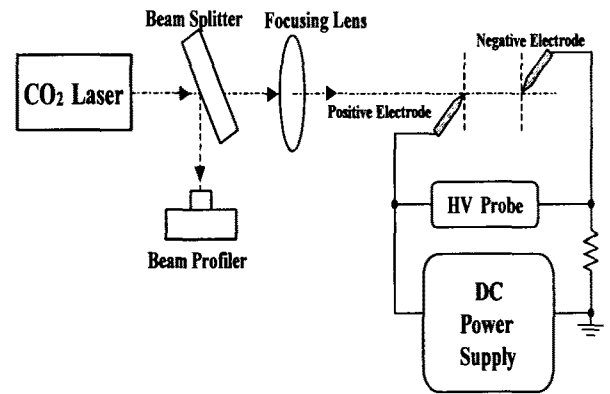 Beam Splitter
Focusing Lens
Negative Electrode
CO₂ Laser
Positive Electrode
HV Probe
Beam Profiler
DC
Power
Supply